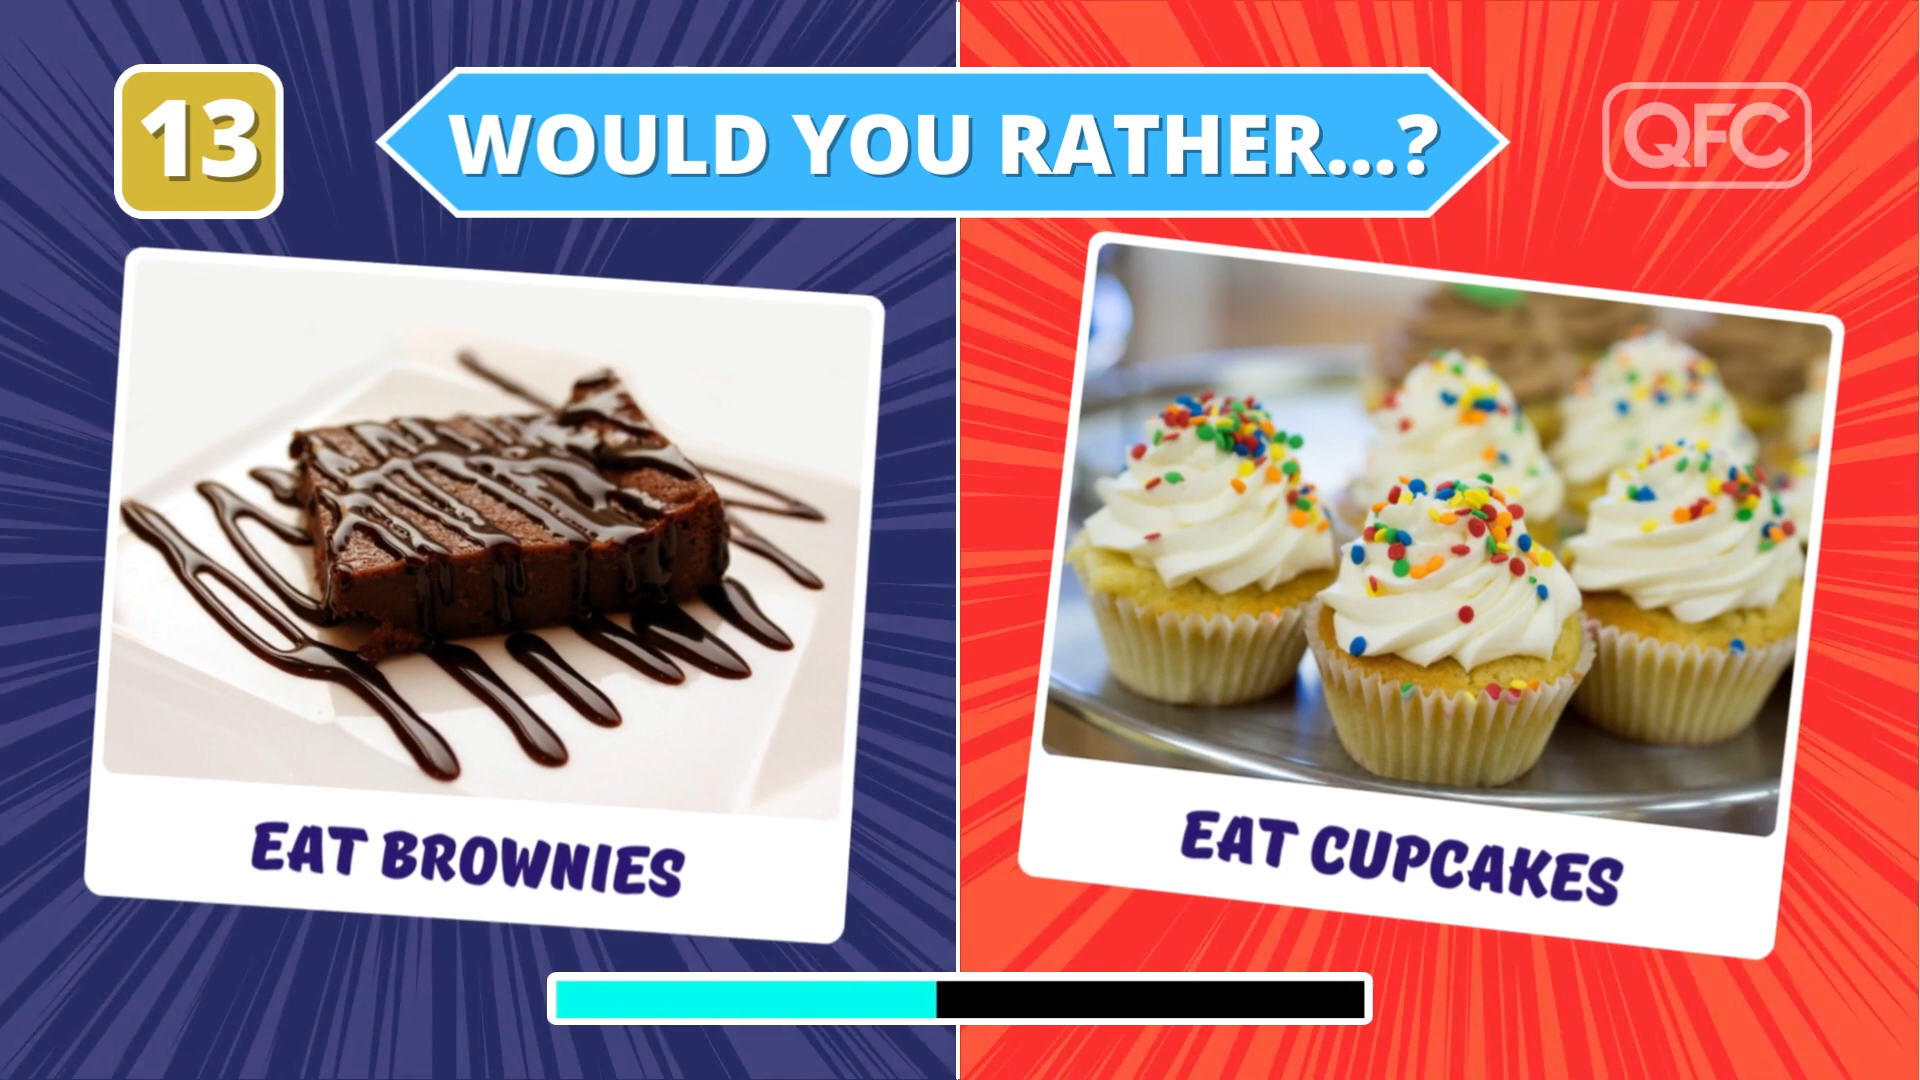 13
WOULD YOU RATHER...?
QFC
EAT BROWNIES
EAT CUPCAKES